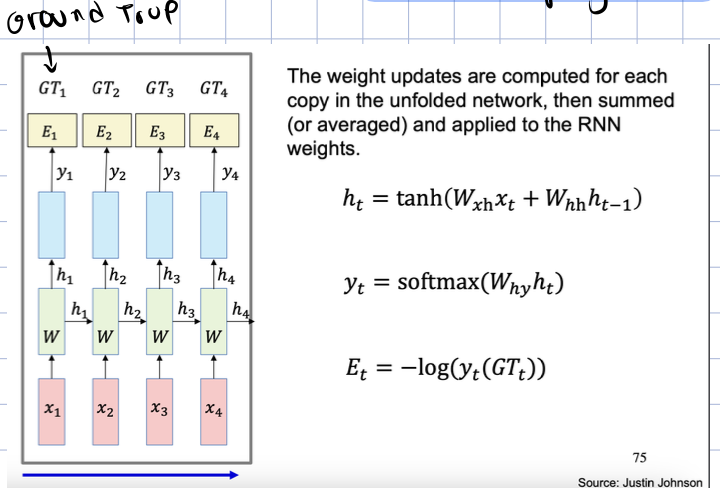 Ground Trup
GT₁ GT₂ GT₃ GT₄
E₁ E₂ E₃ E₄
y₁ y₂ y₃ y₄
h₁ h₂ h₃ h₄
h₁ h₂ h₃ h₄
W W W W
x₁ x₂ x₃ x₄
The weight updates are computed for each
copy in the unfolded network, then summed
(or averaged) and applied to the RNN
weights.
hₜ = tanh(Wₓₕxₜ + Wₕₕhₜ₋₁)
yₜ = softmax(Wₕᵧhₜ)
Eₜ = −log(yₜ(GTₜ))
75
Source: Justin Johnson